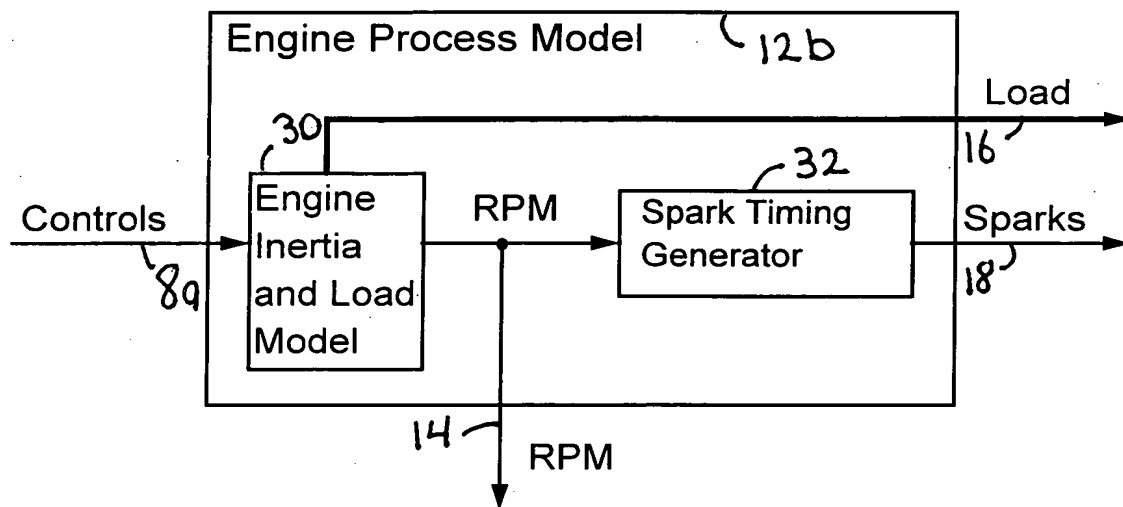 Engine Process Model
12b
Load
16
30
32
Engine
Inertia
and Load
Model
Controls
8a
RPM
Spark Timing
Generator
Sparks
18
14
RPM